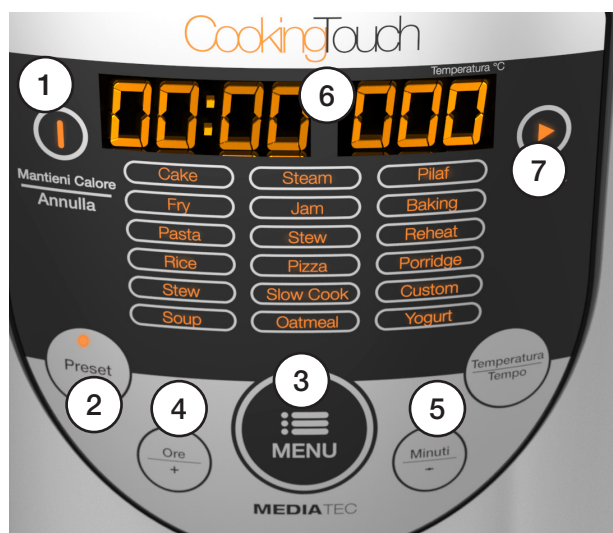 CookingTouch
Temperatura °C
1
6
7
00:00 000
Mantieni Calore
Annulla
Cake Steam Pilaf
Fry Jam Baking
Pasta Stew Reheat
Rice Pizza Porridge
Stew Slow Cook Custom
Soup Oatmeal Yogurt
Preset
2
3
4
5
Temperatura
Tempo
Ore
+
MENU
Minuti
-
MEDIATEC